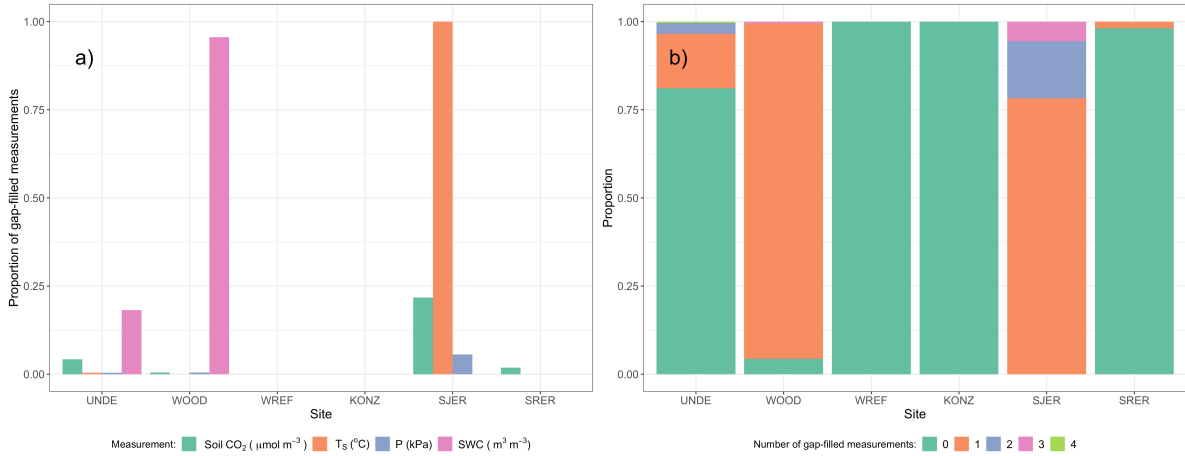 a)
Proportion of gap-filled measurements
1.00
0.75
0.50
0.25
0.00
UNDE WOOD WREF KONZ SJER SRER
Site
Measurement: Soil CO₂ ( μmol m⁻³ ) T_S (°C) P (kPa) SWC ( m³ m⁻³ )
b)
Proportion
1.00
0.75
0.50
0.25
0.00
UNDE WOOD WREF KONZ SJER SRER
Site
Number of gap-filled measurements: 0 1 2 3 4